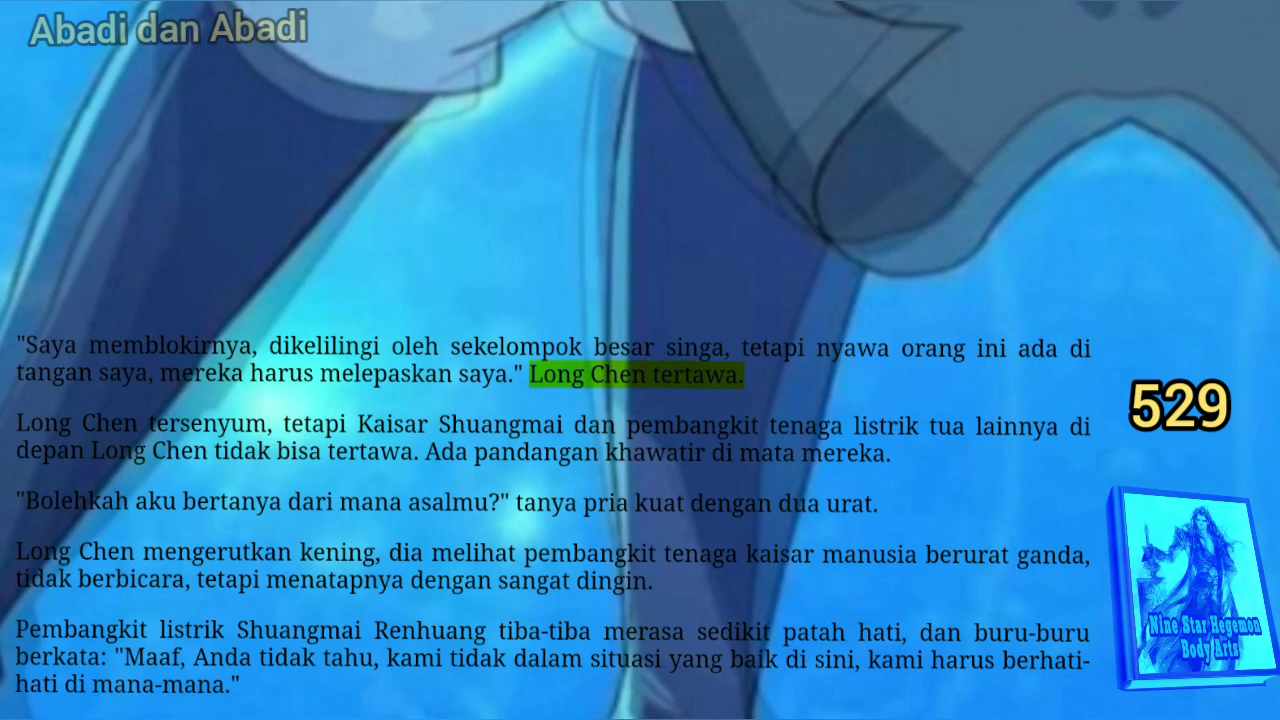 Abadi dan Abadi
"Saya memblokirnya, dikelilingi oleh sekelompok besar singa, tetapi nyawa orang ini ada di
tangan saya, mereka harus melepaskan saya." Long Chen tertawa.
Long Chen tersenyum, tetapi Kaisar Shuangmai dan pembangkit tenaga listrik tua lainnya di
depan Long Chen tidak bisa tertawa. Ada pandangan khawatir di mata mereka.
"Bolehkah aku bertanya dari mana asalmu?" tanya pria kuat dengan dua urat.
Long Chen mengerutkan kening, dia melihat pembangkit tenaga kaisar manusia berurat ganda,
tidak berbicara, tetapi menatapnya dengan sangat dingin.
Pembangkit listrik Shuangmai Renhuang tiba-tiba merasa sedikit patah hati, dan buru-buru
berkata: "Maaf, Anda tidak tahu, kami tidak dalam situasi yang baik di sini, kami harus berhati-
hati di mana-mana."
529
Nine Star Hegemon
Body Arts